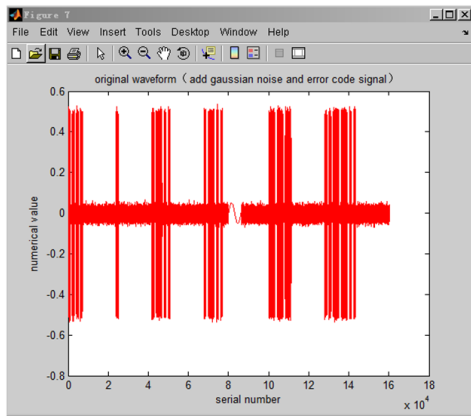 Figure 7
File Edit View Insert Tools Desktop Window Help
original waveform（add gaussian noise and error code signal）
0.6
0.4
0.2
0
-0.2
-0.4
-0.6
-0.8
numerical value
0 2 4 6 8 10 12 14 16 18
serial number
x 10^4